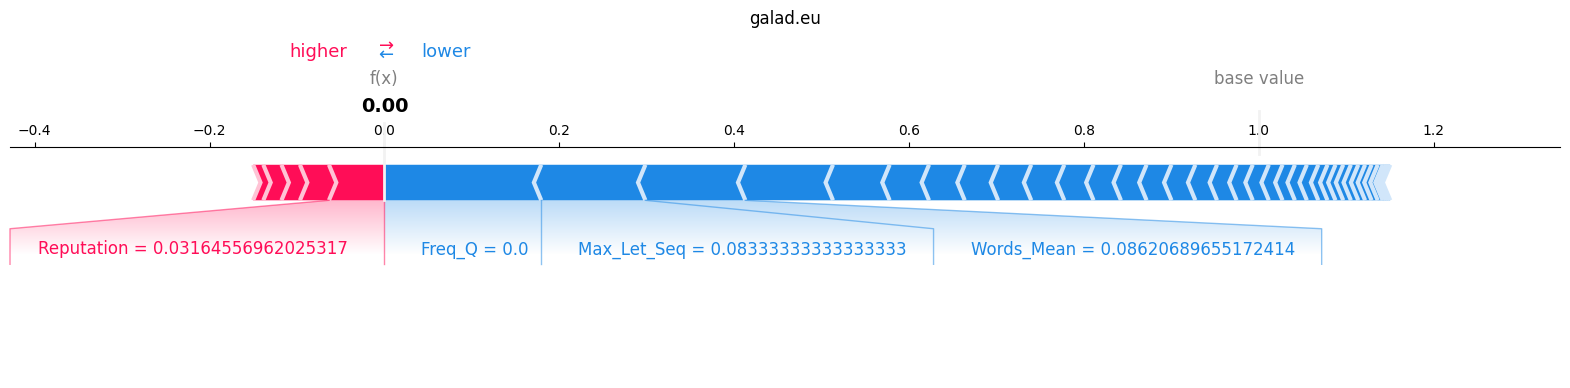 galad.eu
higher ⇄ lower
f(x) base value
0.00
−0.4 −0.2 0.0 0.2 0.4 0.6 0.8 1.0 1.2
Reputation = 0.03164556962025317 Freq_Q = 0.0 Max_Let_Seq = 0.08333333333333333 Words_Mean = 0.08620689655172414